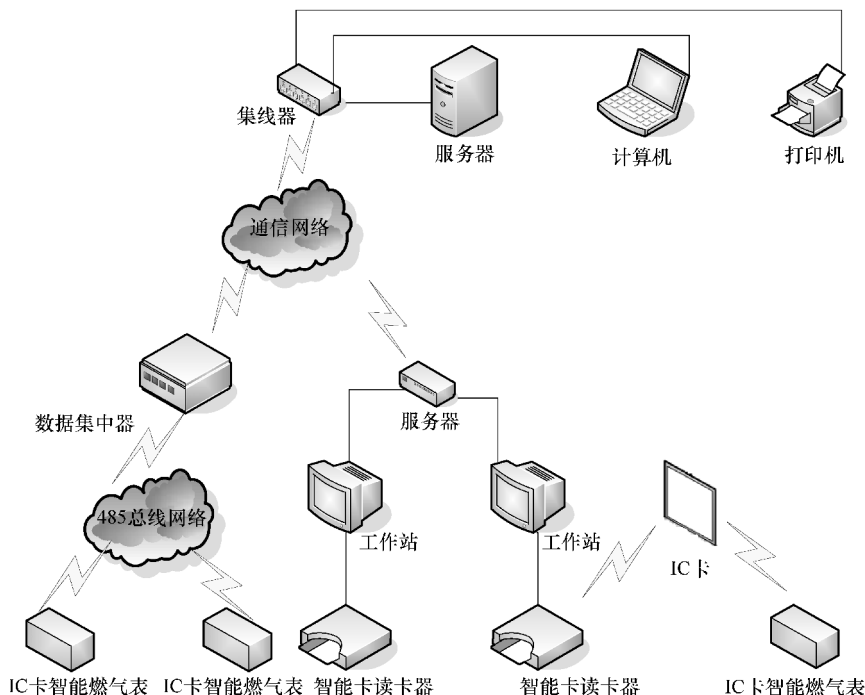 集线器
服务器
计算机
打印机
通信网络
数据集中器
服务器
485总线网络
工作站
工作站
IC卡
IC卡智能燃气表
IC卡智能燃气表
智能卡读卡器
智能卡读卡器
IC卡智能燃气表